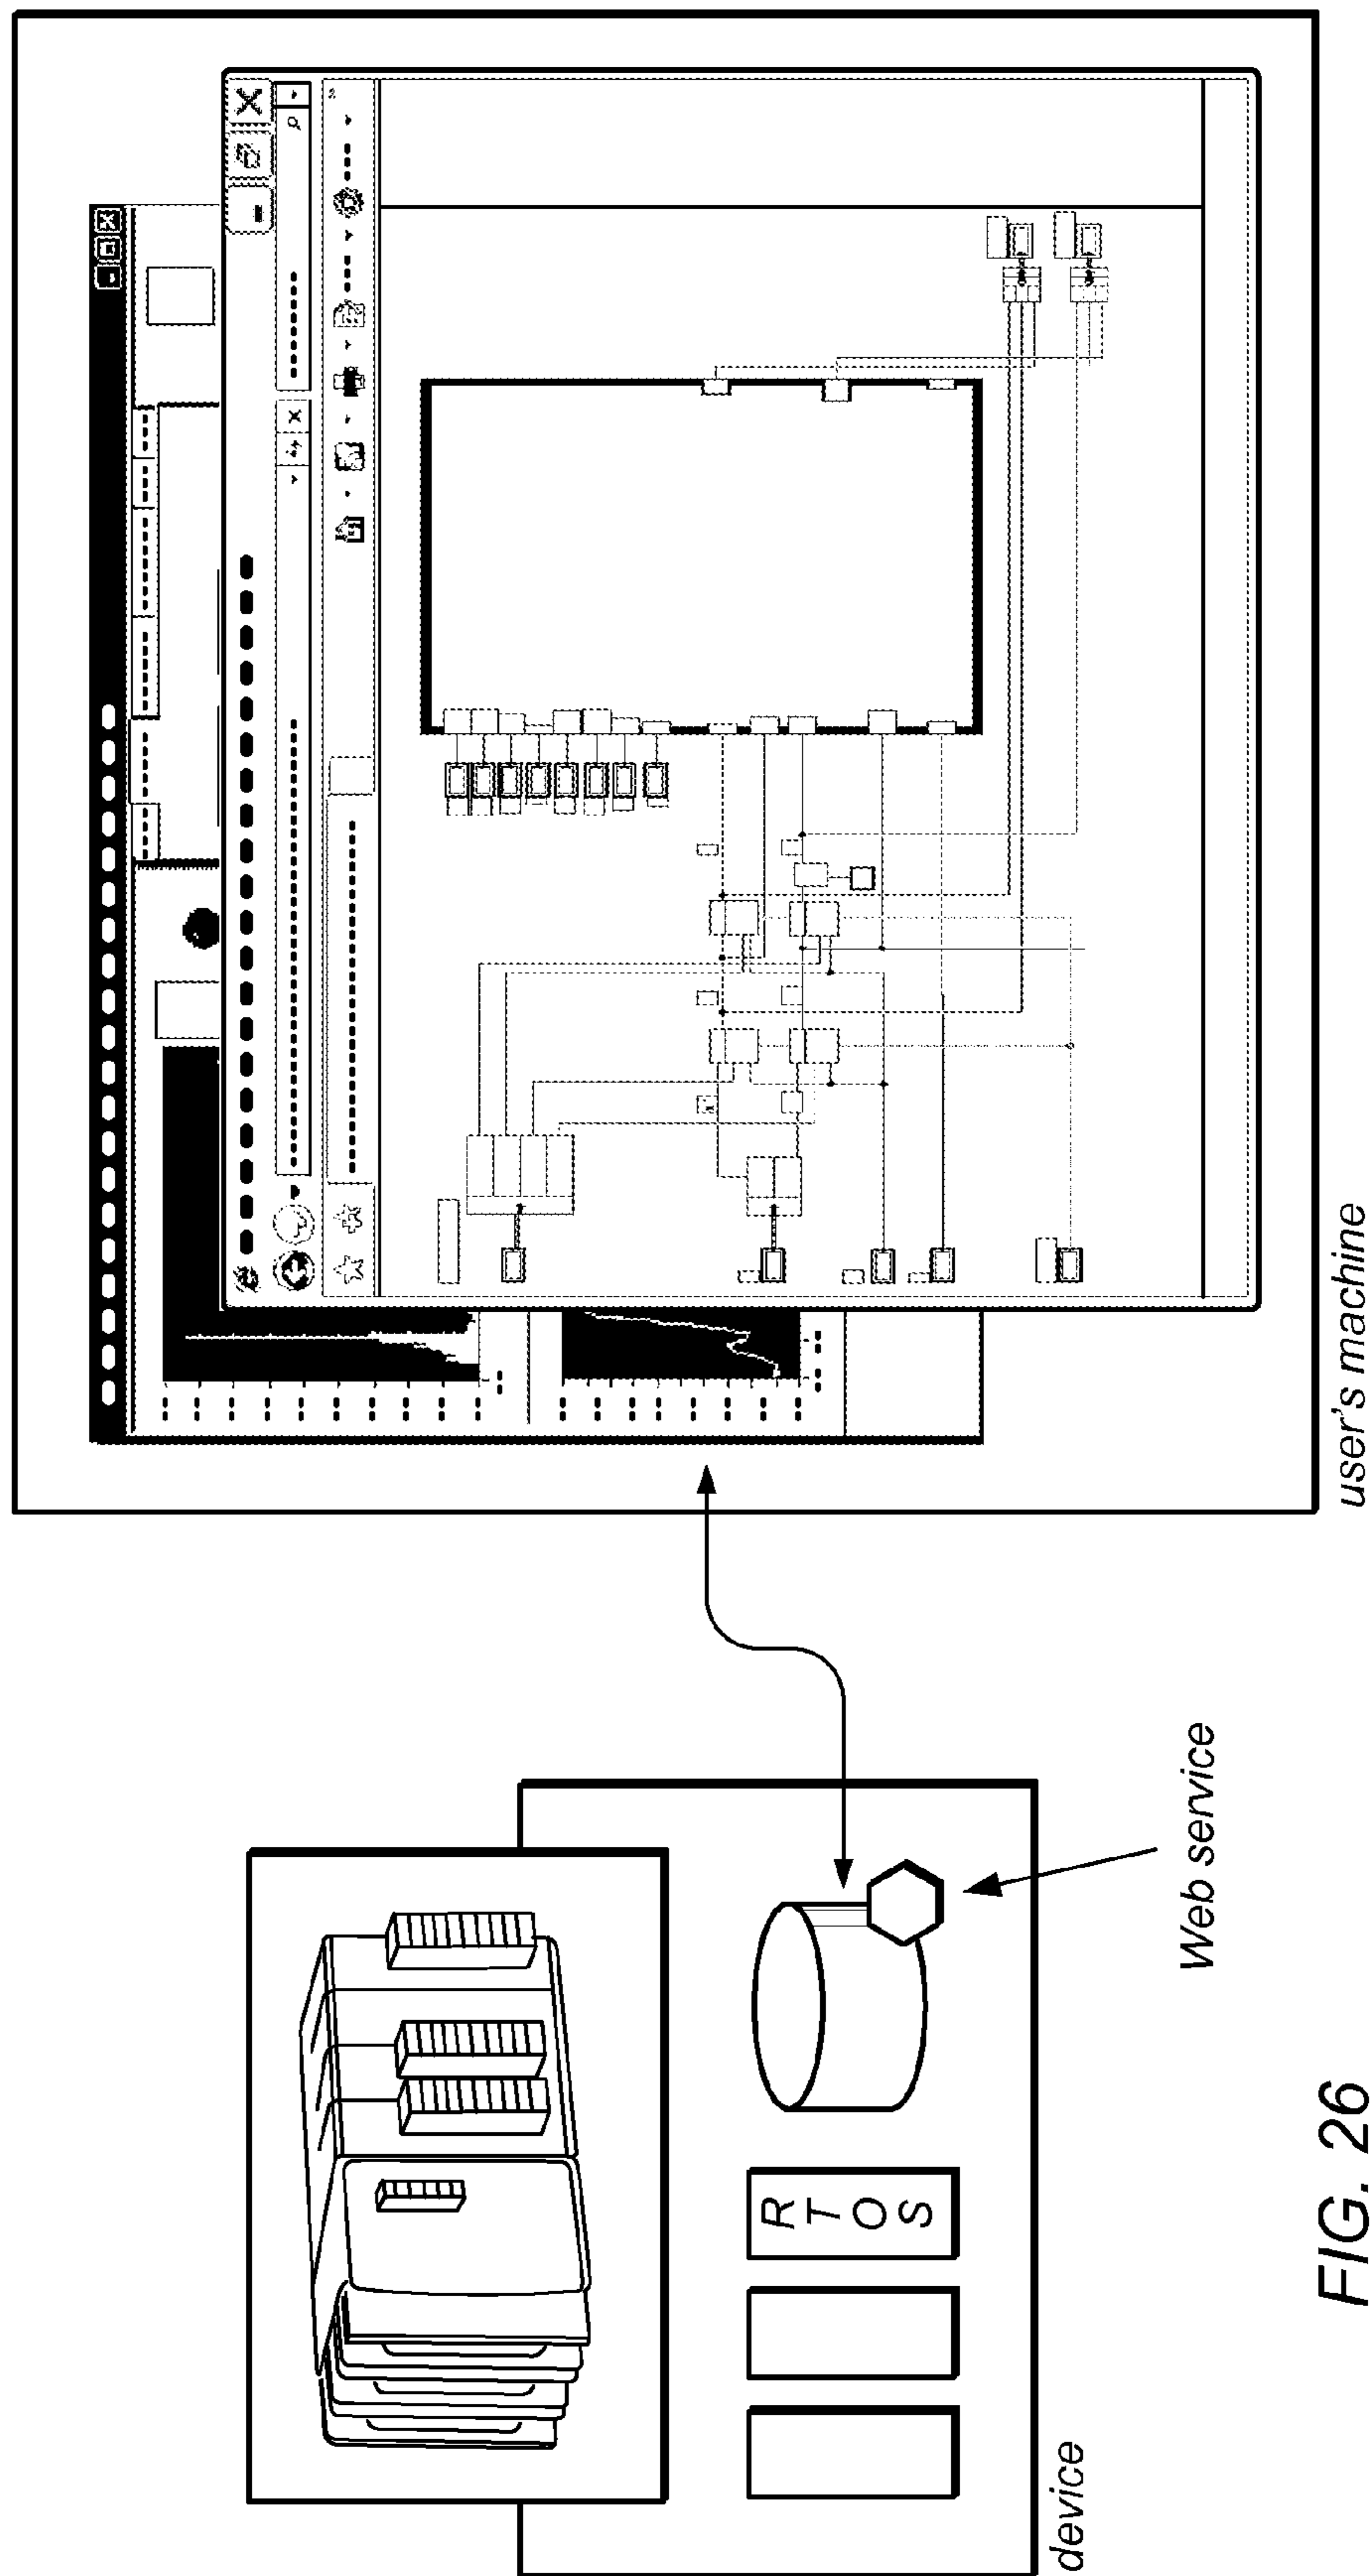 user's machine
Web service
R
T
O
S
device
FIG. 26